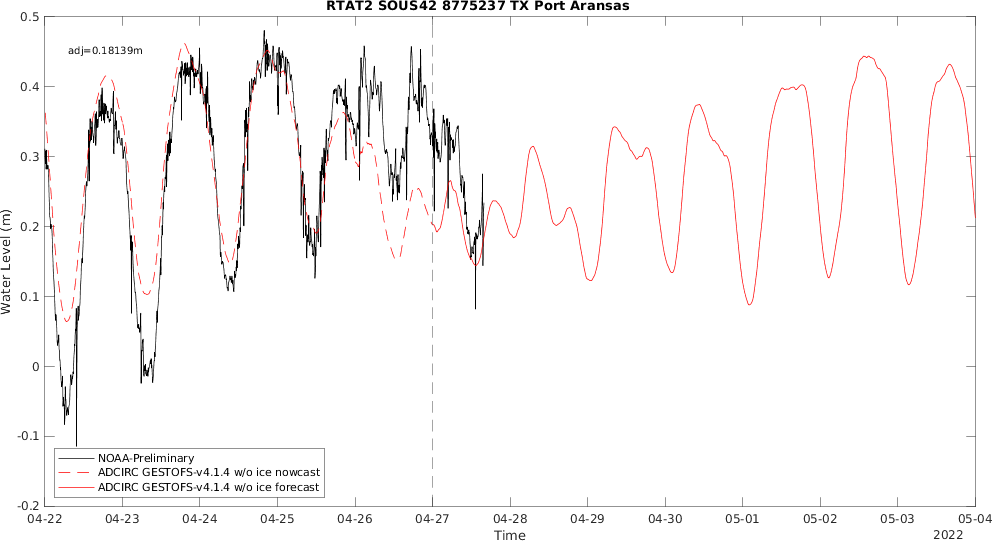 RTAT2 SOUS42 8775237 TX Port Aransas
0.5
adj=0.18139m
0.4
0.3
0.2
0.1
0
-0.1
-0.2
Water Level (m)
NOAA-Preliminary
ADCIRC GESTOFS-v4.1.4 w/o ice nowcast
ADCIRC GESTOFS-v4.1.4 w/o ice forecast
04-22 04-23 04-24 04-25 04-26 04-27 04-28 04-29 04-30 05-01 05-02 05-03 05-04
Time
2022